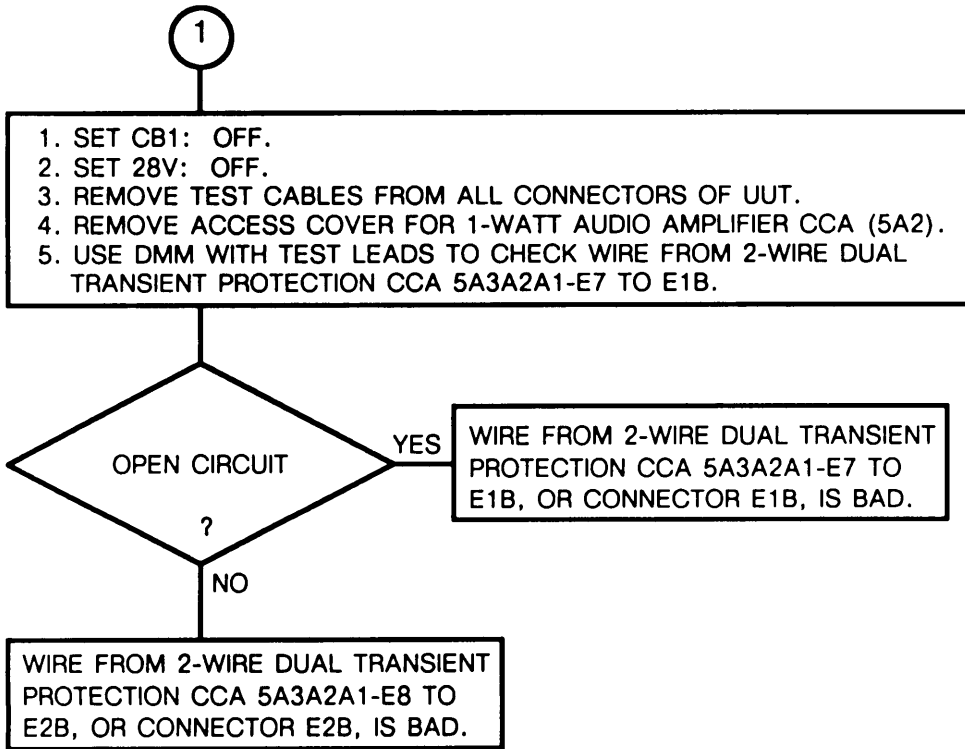 1
1. SET CB1: OFF.
2. SET 28V: OFF.
3. REMOVE TEST CABLES FROM ALL CONNECTORS OF UUT.
4. REMOVE ACCESS COVER FOR 1-WATT AUDIO AMPLIFIER CCA (5A2).
5. USE DMM WITH TEST LEADS TO CHECK WIRE FROM 2-WIRE DUAL
TRANSIENT PROTECTION CCA 5A3A2A1-E7 TO E1B.
OPEN CIRCUIT
?
YES
WIRE FROM 2-WIRE DUAL TRANSIENT
PROTECTION CCA 5A3A2A1-E7 TO
E1B, OR CONNECTOR E1B, IS BAD.
NO
WIRE FROM 2-WIRE DUAL TRANSIENT
PROTECTION CCA 5A3A2A1-E8 TO
E2B, OR CONNECTOR E2B, IS BAD.